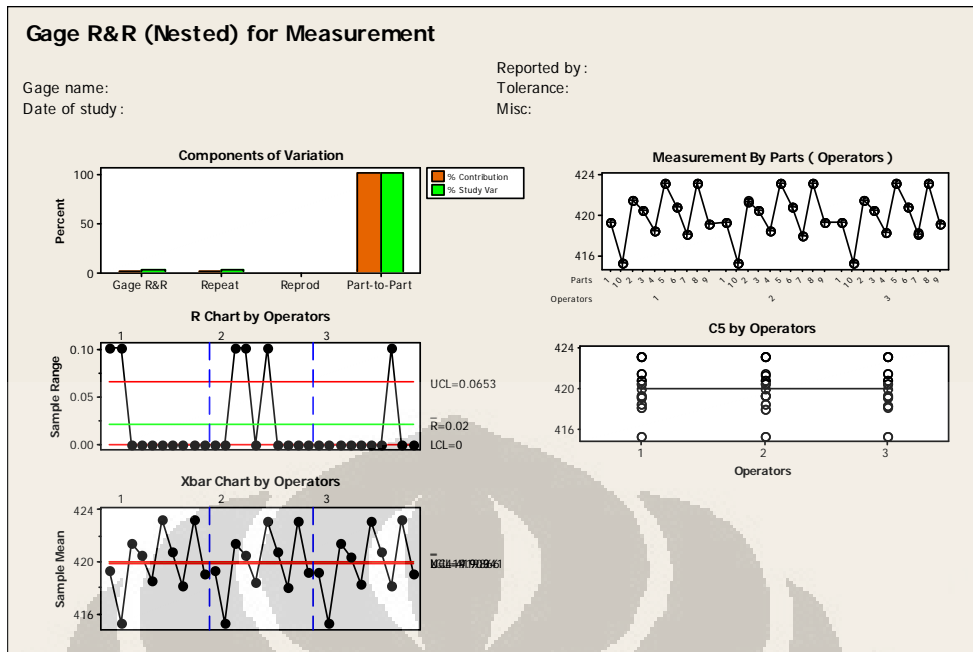 Gage R&R (Nested) for Measurement
Reported by:
Gage name:
Tolerance:
Date of study:
Misc:
Components of Variation
100
50
0
Percent
Gage R&R Repeat Reprod Part-to-Part
% Contribution
% Study Var
Measurement By Parts ( Operators )
424
420
416
Parts 1 10 2 3 4 5 6 7 8 9 1 10 2 3 4 5 6 7 8 9 1 10 2 3 4 5 6 7 8 9
Operators 1 2 3
R Chart by Operators
1 2 3
0.10
0.05
0.00
Sample Range
UCL=0.0653
R=0.02
LCL=0
C5 by Operators
424
420
416
1 2 3
Operators
Xbar Chart by Operators
1 2 3
424
420
416
Sample Mean